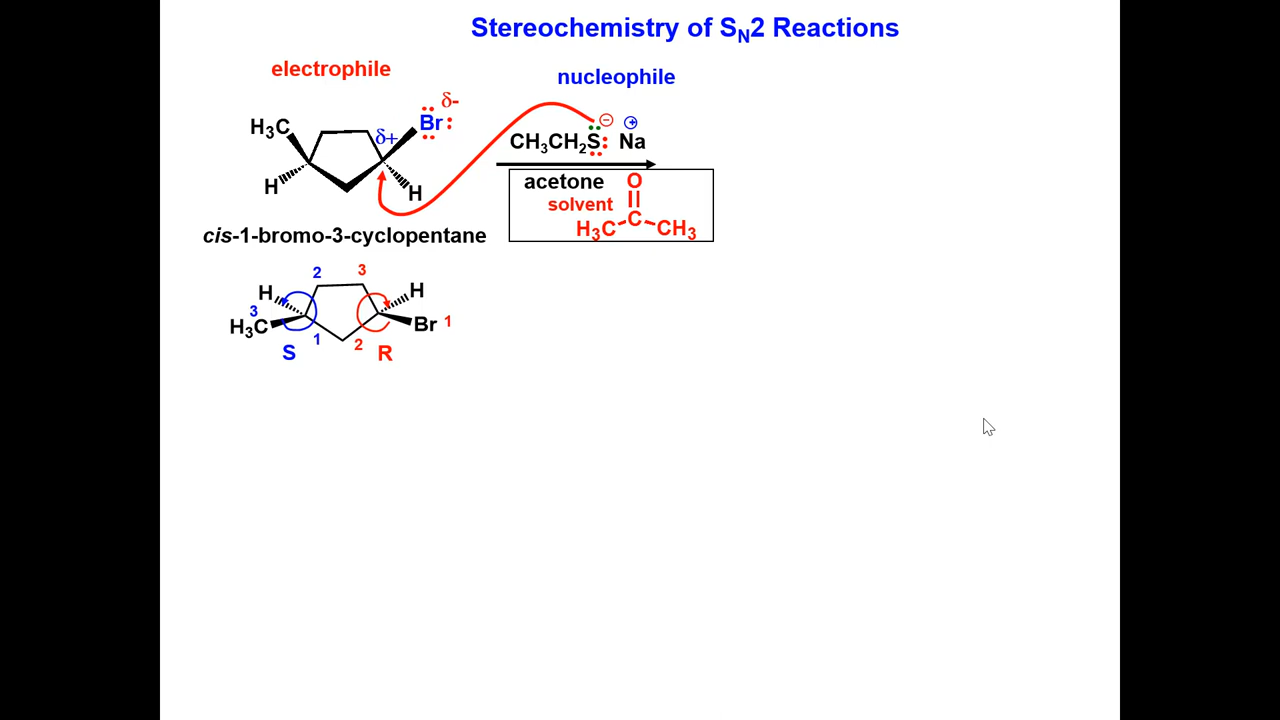 Stereochemistry of SN2 Reactions
electrophile
nucleophile
H3C
δ+
Br
δ-
H
H
CH3CH2S: Na
acetone
solvent
O
C
H3C
CH3
cis-1-bromo-3-cyclopentane
H
2
3
H
3
H3C
1
S
2
R
Br 1